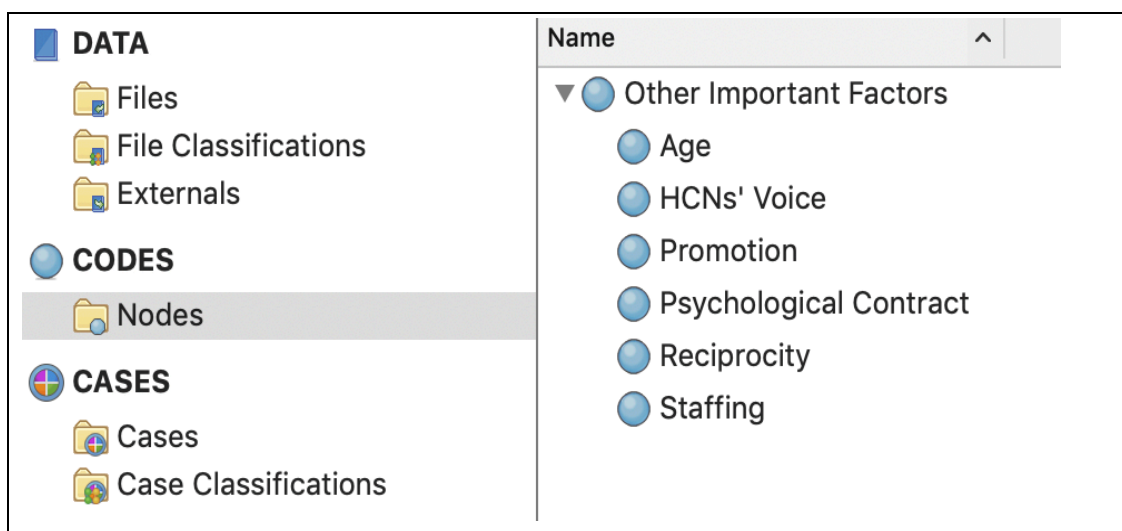 DATA
Files
File Classifications
Externals
CODES
Nodes
CASES
Cases
Case Classifications
Name
Other Important Factors
Age
HCNs' Voice
Promotion
Psychological Contract
Reciprocity
Staffing